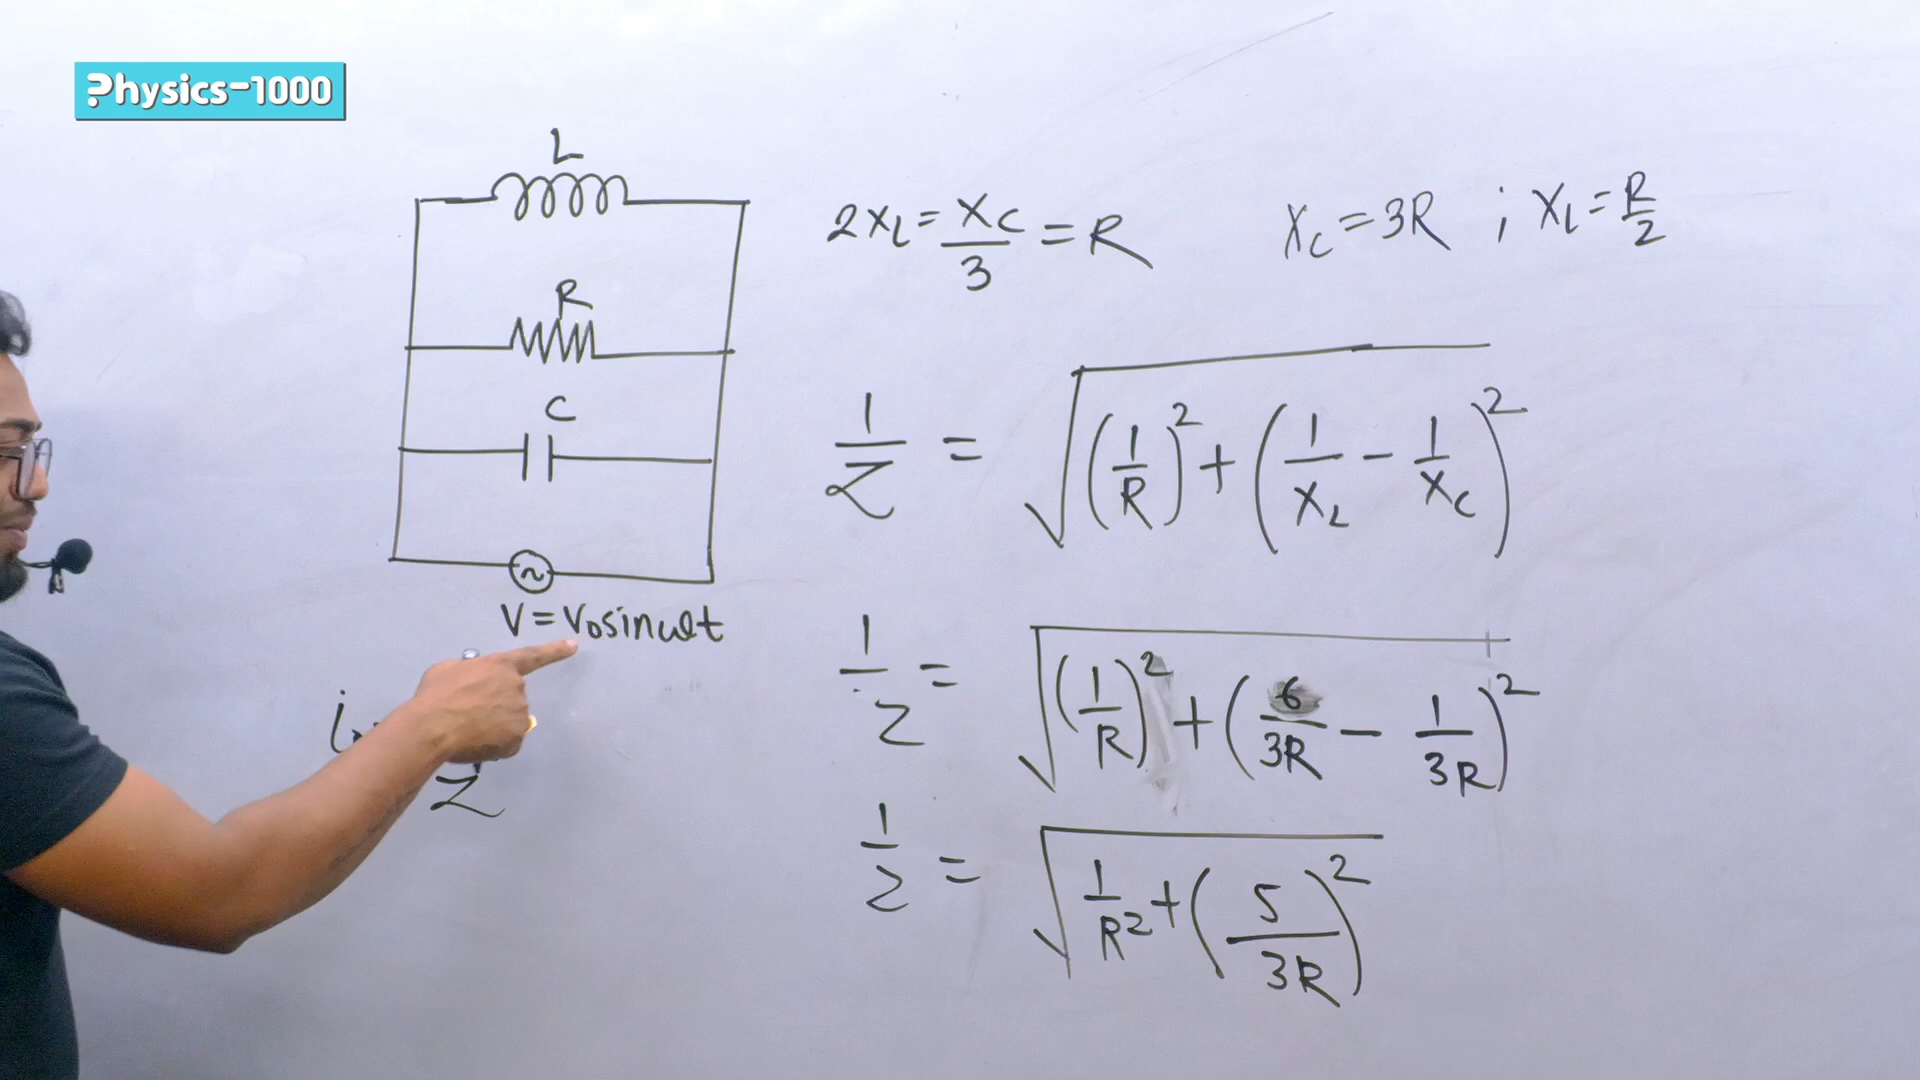 Physics-1000
L
R
C
V = V₀sinωt
i
Z
2X_L = X_C/3 = R
X_C = 3R ; X_L = R/2
1/Z = √((1/R)² + (1/X_L - 1/X_C)²)
1/Z = √((1/R)² + (6/3R - 1/3R)²)
1/Z = √(1/R² + (5/3R)²)